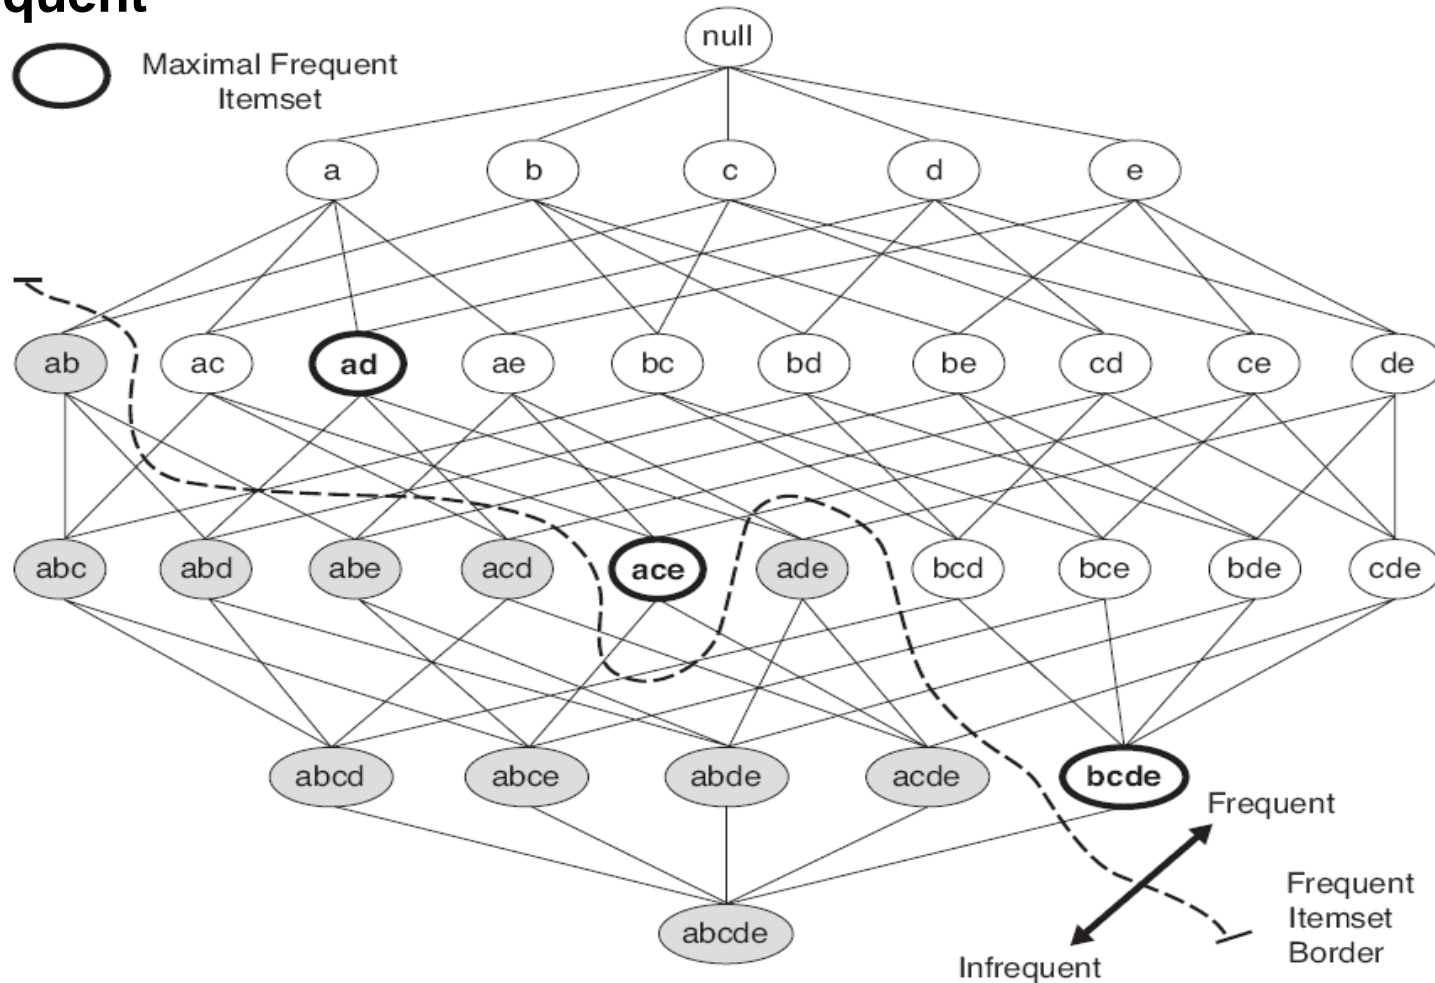 quent
Maximal Frequent
Itemset
null
a b c d e
ab ac ad ae bc bd be cd ce de
abc abd abe acd ace ade bcd bce bde cde
abcd abce abde acde bcde
Frequent
abcde
Frequent
Itemset
Border
Infrequent